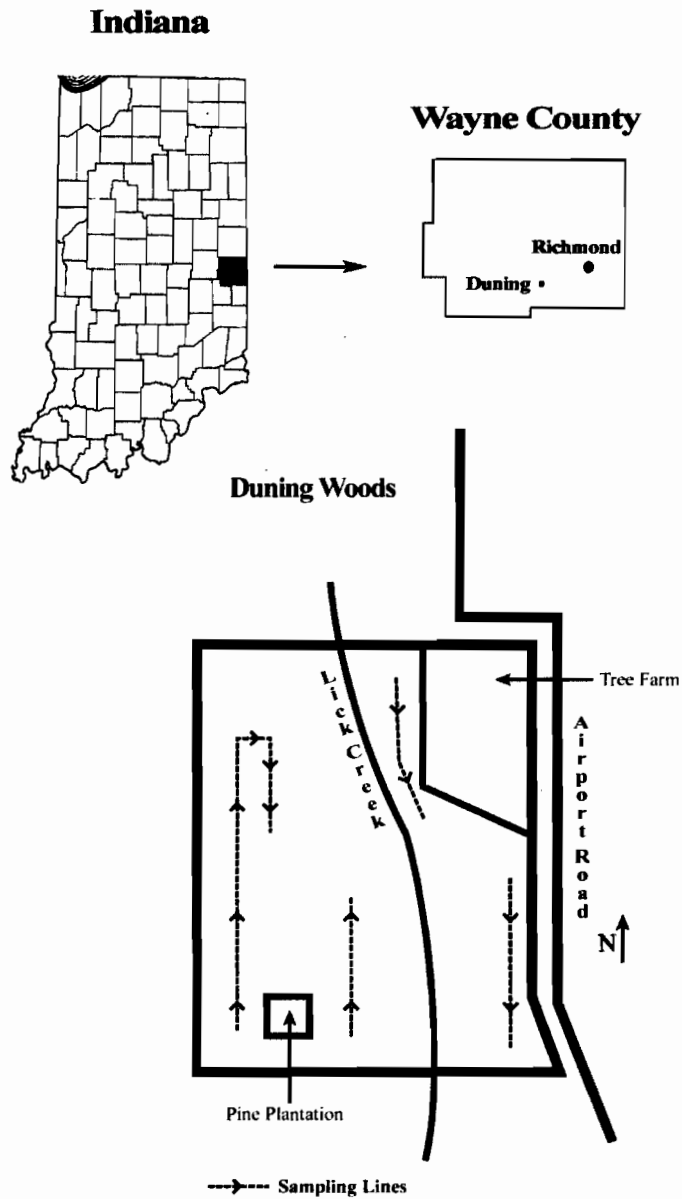 Indiana
Wayne County
Richmond
Duning
Duning Woods
Tree Farm
Lick Creek
Airport Road
N
Pine Plantation
Sampling Lines